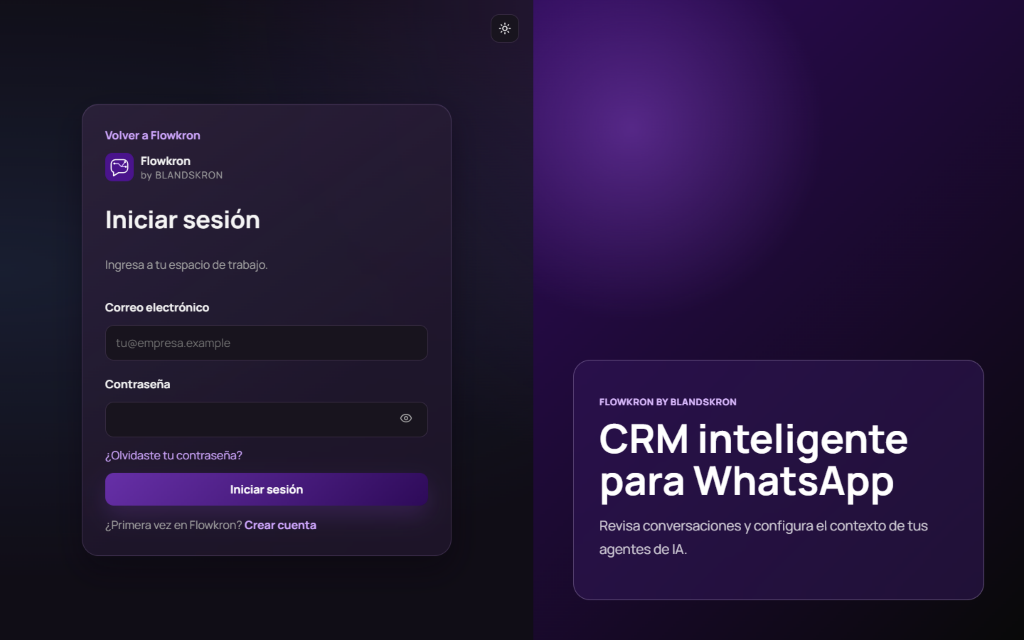 Volver a Flowkron
Flowkron
by BLANDSKRON
Iniciar sesión
Ingresa a tu espacio de trabajo.
Correo electrónico
tu@empresa.example
Contraseña
¿Olvidaste tu contraseña?
Iniciar sesión
¿Primera vez en Flowkron? Crear cuenta
FLOWKRON BY BLANDSKRON
CRM inteligente
para WhatsApp
Revisa conversaciones y configura el contexto de tus
agentes de IA.